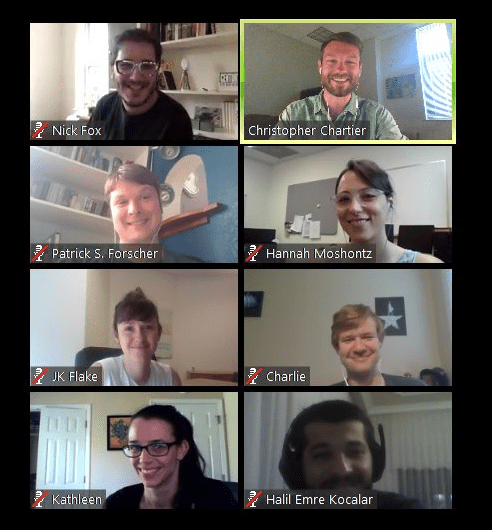 Nick Fox
Christopher Chartier
Patrick S. Forscher
Hannah Moshontz
JK Flake
Charlie
Kathleen
Halil Emre Kocalar